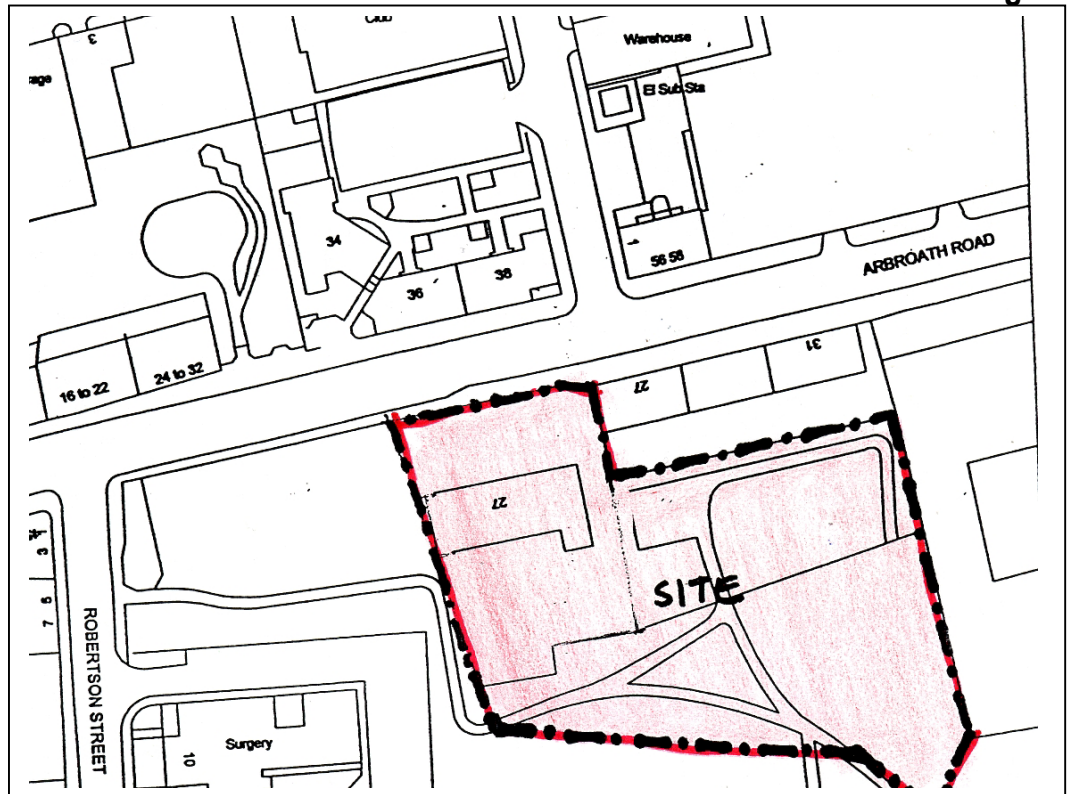 Club
3
Warehouse
El Sub Sta
34
56 58
ARBROATH ROAD
38
36
31
24 to 32
16 to 22
27
27
SITE
3
7 5
ROBERTSON STREET
Surgery
10